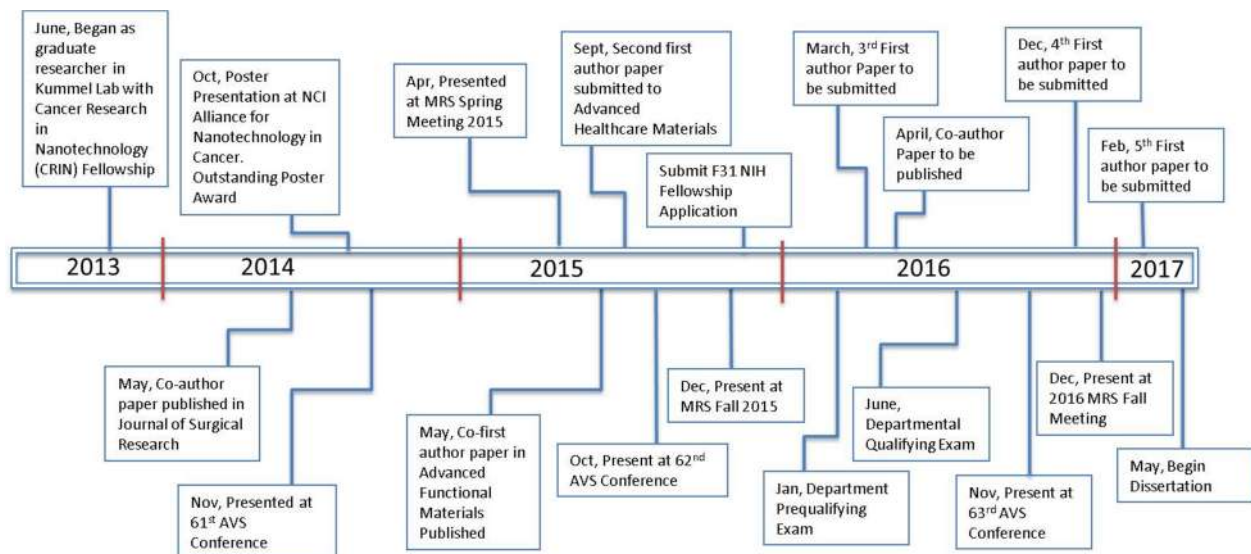 June, Began as
graduate
researcher in
Kummel Lab with
Cancer Research
in
Nanotechnology
(CRIN) Fellowship
Oct, Poster
Presentation at NCI
Alliance for
Nanotechnology in
Cancer.
Outstanding Poster
Award
Apr, Presented
at MRS Spring
Meeting 2015
Sept, Second first
author paper
submitted to
Advanced
Healthcare Materials
Submit F31 NIH
Fellowship
Application
March, 3rd First
author Paper to
be submitted
April, Co-author
Paper to be
published
Dec, 4th First
author paper to
be submitted
Feb, 5th First
author paper to
be submitted
2013
2014
2015
2016
2017
May, Co-author
paper published in
Journal of Surgical
Research
Nov, Presented at
61st AVS
Conference
May, Co-first
author paper in
Advanced
Functional
Materials
Published
Oct, Present at 62nd
AVS Conference
Dec, Present at
MRS Fall 2015
Jan, Department
Prequalifying
Exam
June,
Departmental
Qualifying Exam
Nov, Present at
63rd AVS
Conference
Dec, Present at
2016 MRS Fall
Meeting
May, Begin
Dissertation